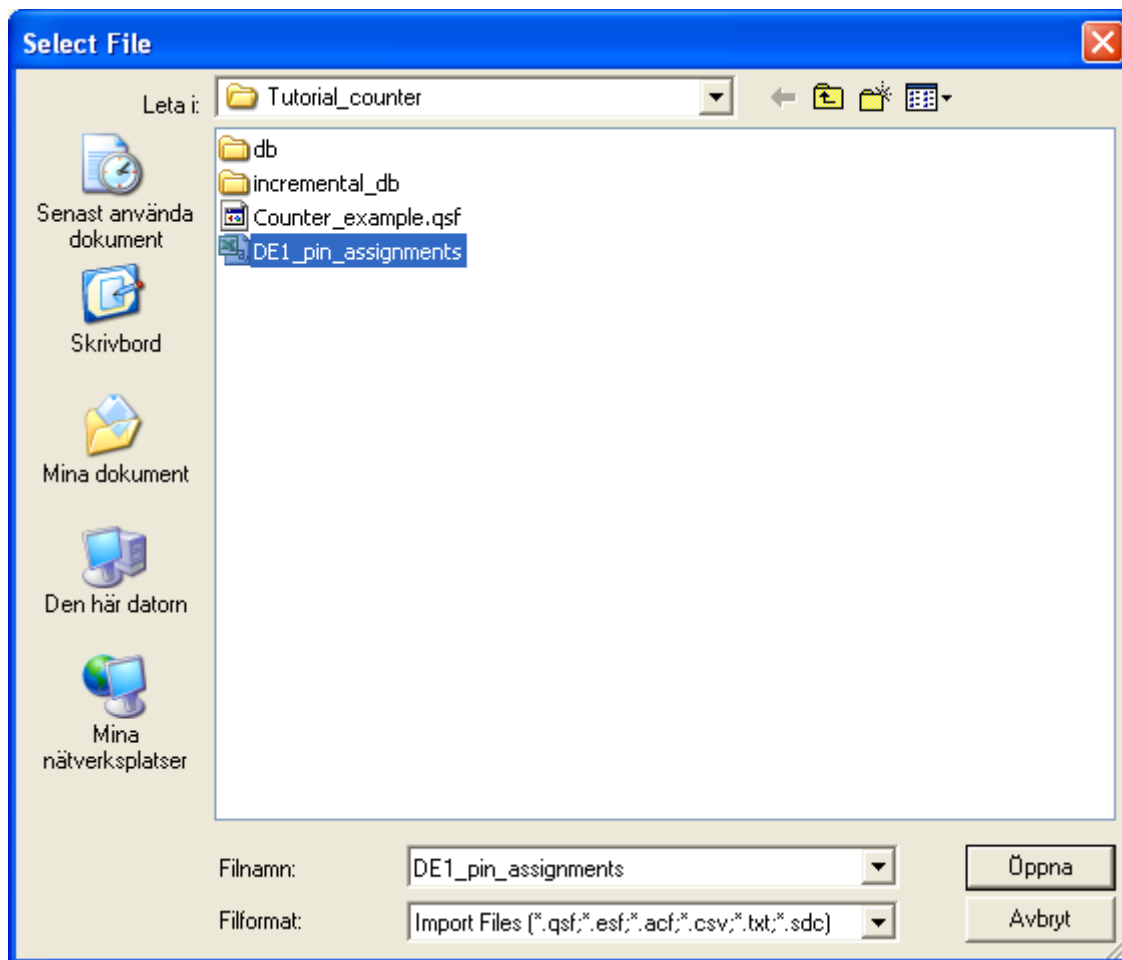 Select File
Leta i:
Tutorial_counter
Senast använda
dokument
Skrivbord
Mina dokument
Den här datorn
Mina
nätverksplatser
db
incremental_db
Counter_example.qsf
DE1_pin_assignments
Filnamn:
DE1_pin_assignments
Öppna
Filformat:
Import Files (*.qsf;*.esf;*.acf;*.csv;*.txt;*.sdc)
Avbryt